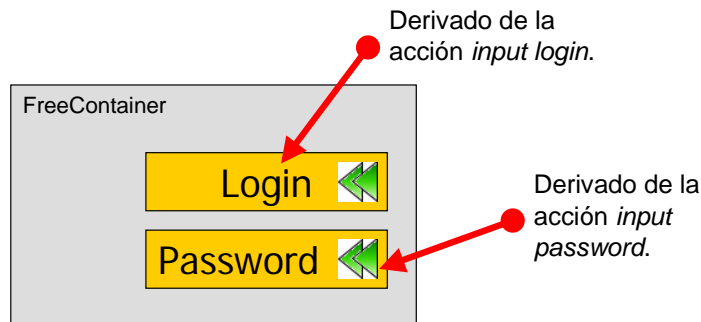 Derivado de la
acción input login.
FreeContainer
Login
Derivado de la
acción input
password.
Password